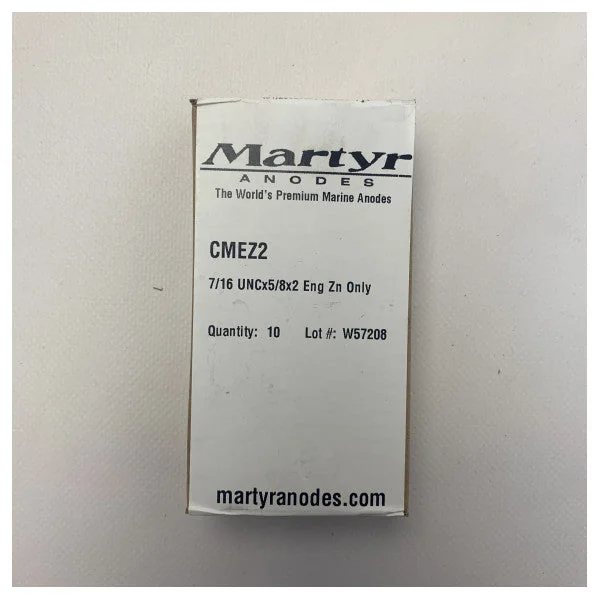 Martyr
ANODES
The World's Premium Marine Anodes
CMEZ2
7/16 UNCx5/8x2 Eng Zn Only
Quantity: 10 Lot #: W57208
martyranodes.com